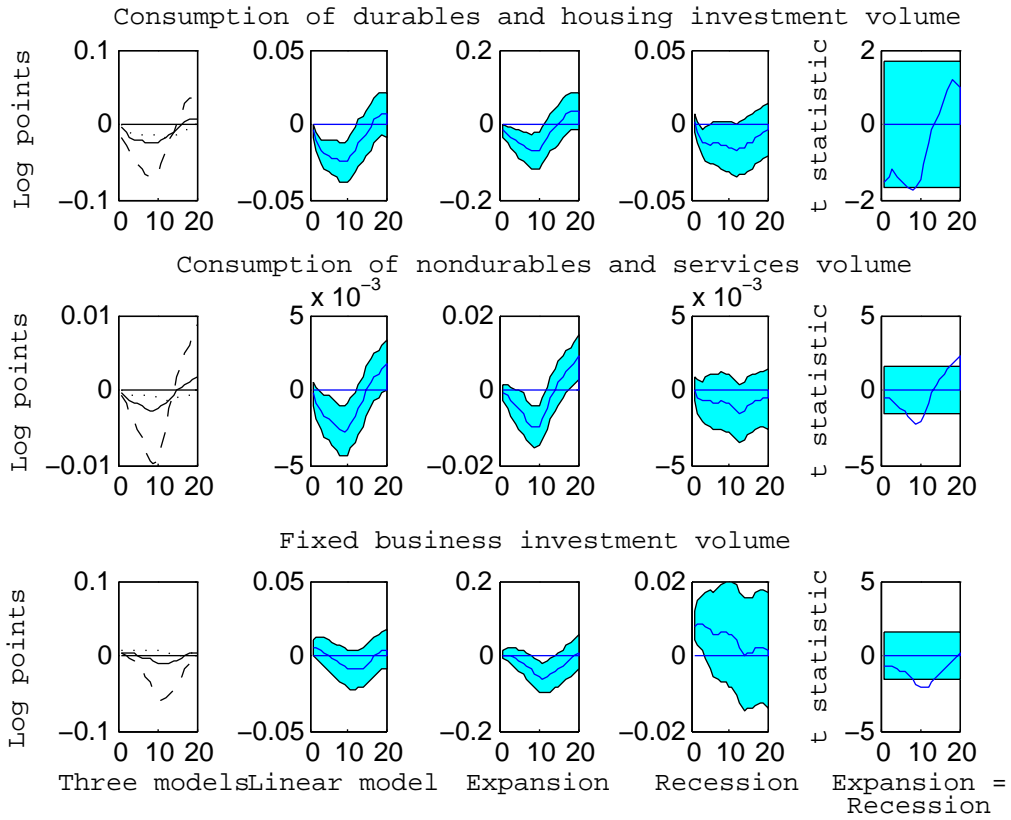 Consumption of durables and housing investment volume
Log points
0.1
0
−0.1
0 10 20
0.05
0
−0.05
0 10 20
0.2
0
−0.2
0 10 20
0.05
0
−0.05
0 10 20
t statistic
2
0
−2
0 10 20
Consumption of nondurables and services volume
Log points
0.01
0
−0.01
0 10 20
x 10−3
5
0
−5
0 10 20
0.02
0
−0.02
0 10 20
x 10−3
5
0
−5
0 10 20
t statistic
5
0
−5
0 10 20
Fixed business investment volume
Log points
0.1
0
−0.1
0 10 20
Three models
0.05
0
−0.05
0 10 20
Linear model
0.2
0
−0.2
0 10 20
Expansion
0.02
0
−0.02
0 10 20
Recession
t statistic
5
0
−5
0 10 20
Expansion =
Recession